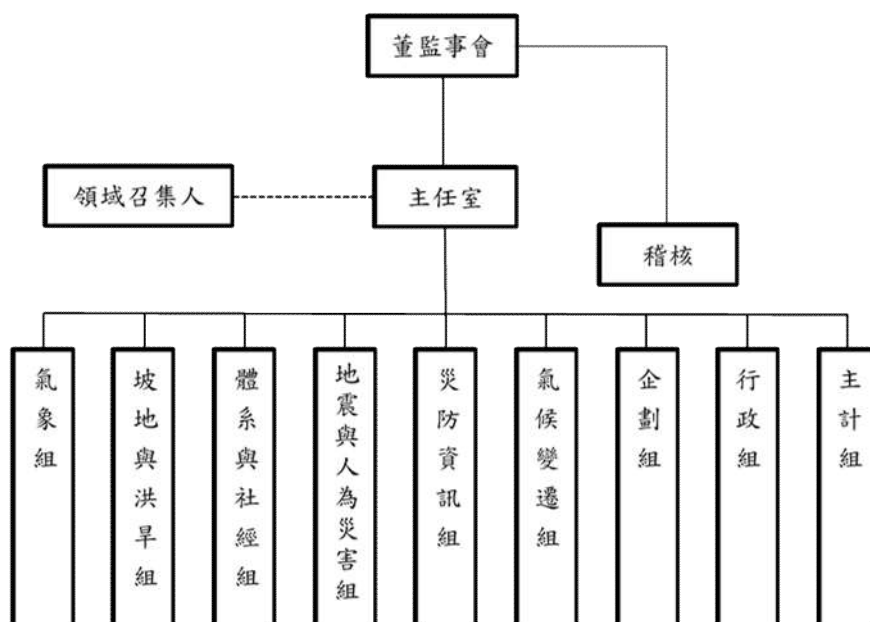 董監事會
領域召集人
主任室
稽核
氣象組
坡地與洪旱組
體系與社經組
地震與人為災害組
災防資訊組
氣候變遷組
企劃組
行政組
主計組